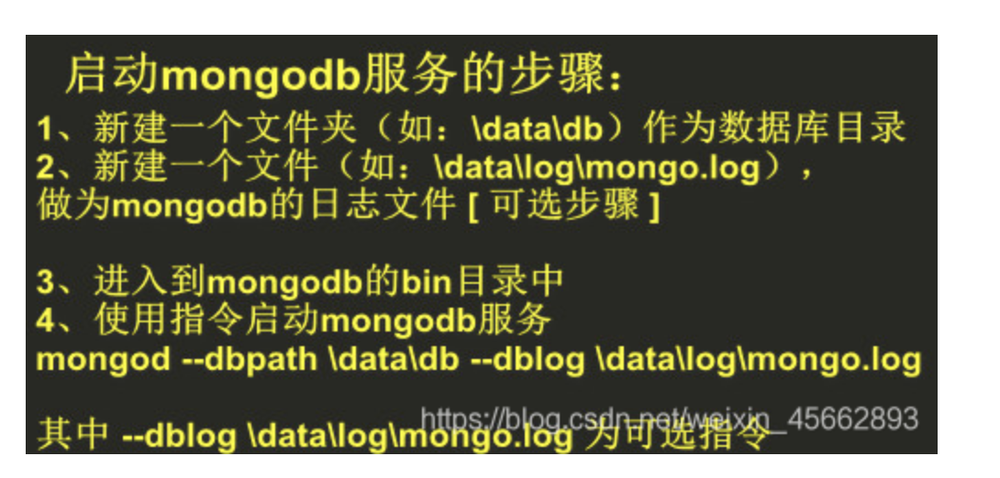 启动mongodb服务的步骤：
1、新建一个文件夹（如：\data\db）作为数据库目录
2、新建一个文件（如：\data\log\mongo.log），
做为mongodb的日志文件 [ 可选步骤 ]
3、进入到mongodb的bin目录中
4、使用指令启动mongodb服务
mongod --dbpath \data\db --dblog \data\log\mongo.log
其中 --dblog \data\log\mongo.log 为可选指令
https://blog.csdn.net/weixin_45662893